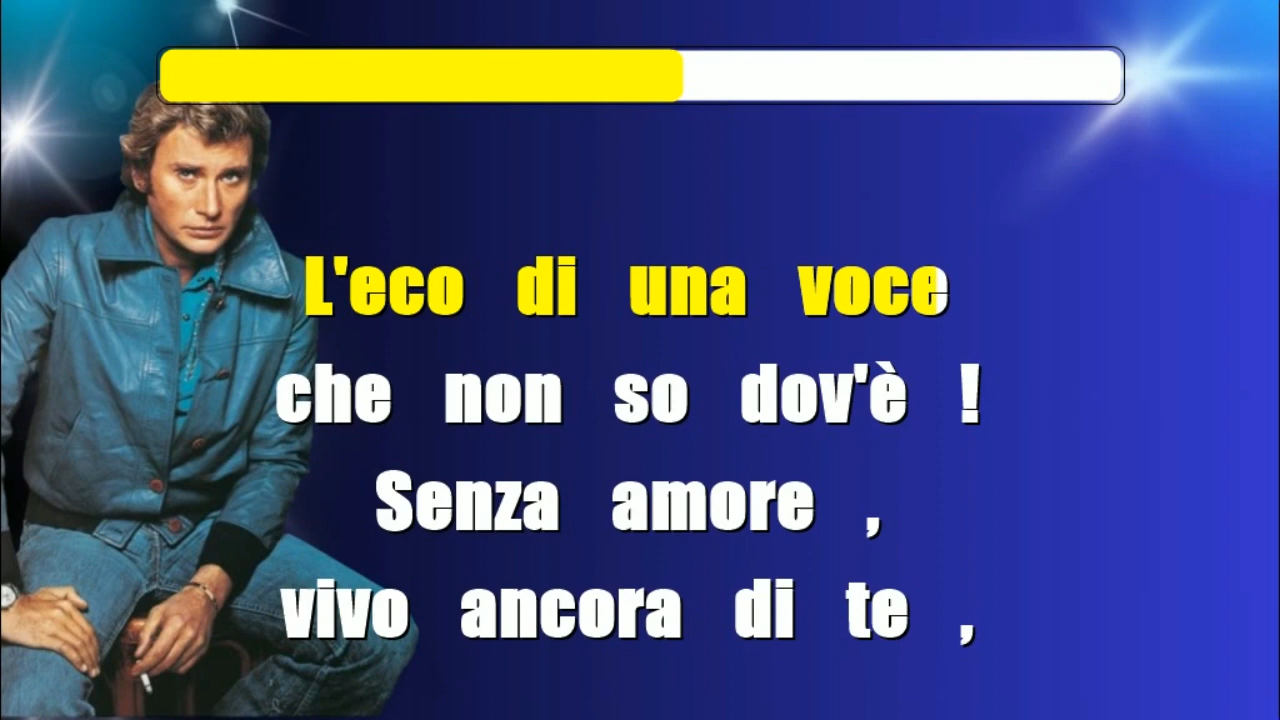 L'eco di una voce
che non so dov'è !
Senza amore ,
vivo ancora di te ,